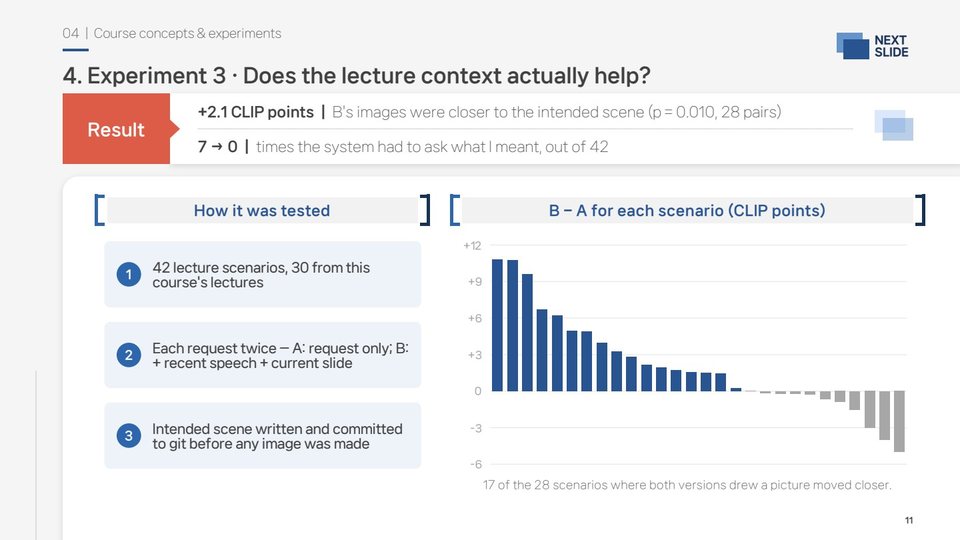 04 | Course concepts & experiments
NEXT
SLIDE
4. Experiment 3 · Does the lecture context actually help?
Result
+2.1 CLIP points | B's images were closer to the intended scene (p = 0.010, 28 pairs)
7 → 0 | times the system had to ask what I meant, out of 42
How it was tested
1
42 lecture scenarios, 30 from this
course's lectures
2
Each request twice – A: request only; B:
+ recent speech + current slide
3
Intended scene written and committed
to git before any image was made
B – A for each scenario (CLIP points)
+12
+9
+6
+3
0
-3
-6
17 of the 28 scenarios where both versions drew a picture moved closer.
11